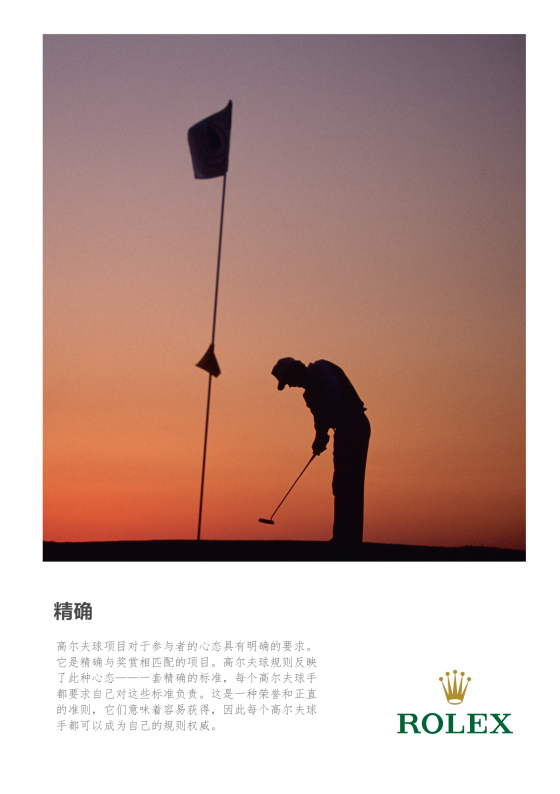 精确
高尔夫球项目对于参与者的心态具有明确的要求。
它是精确与奖赏相匹配的项目。高尔夫球规则反映
了此种心态——一套精确的标准，每个高尔夫球手
都要求自己对这些标准负责。这是一种荣誉和正直
的准则，它们意味着容易获得，因此每个高尔夫球
手都可以成为自己的规则权威。
ROLEX